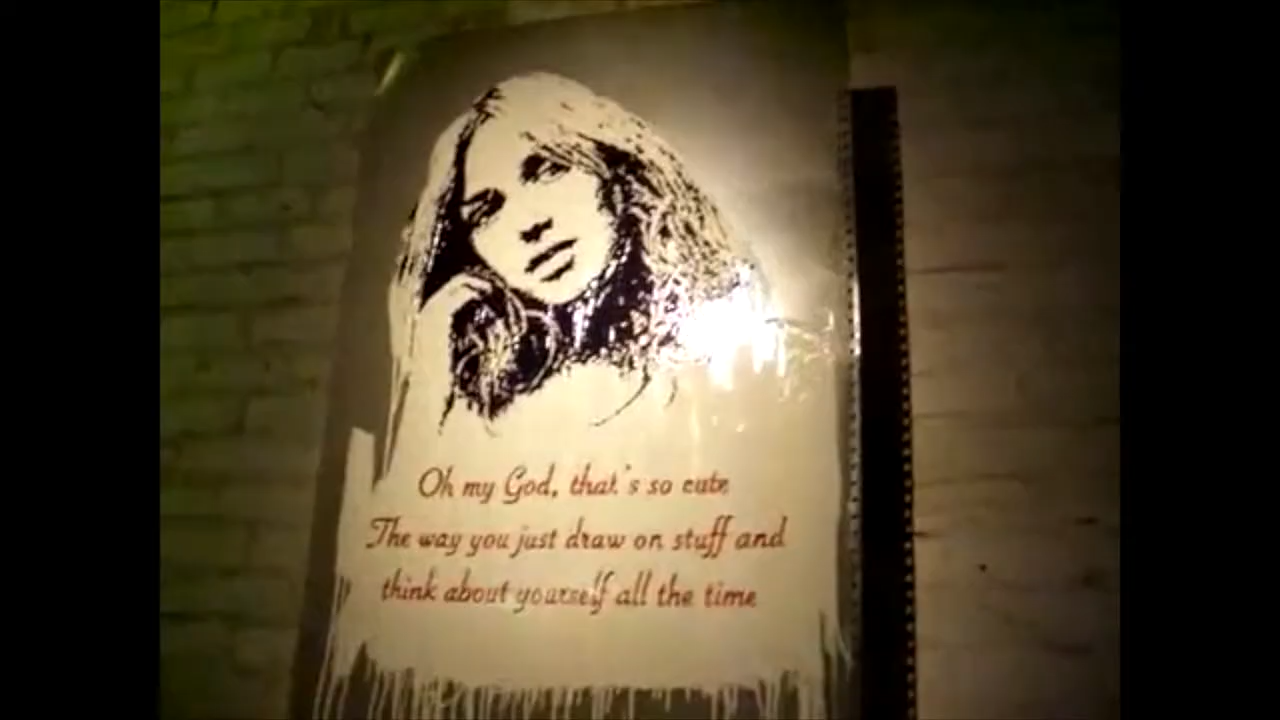 Oh my God, that's so cute
The way you just draw on stuff and
think about yourself all the time